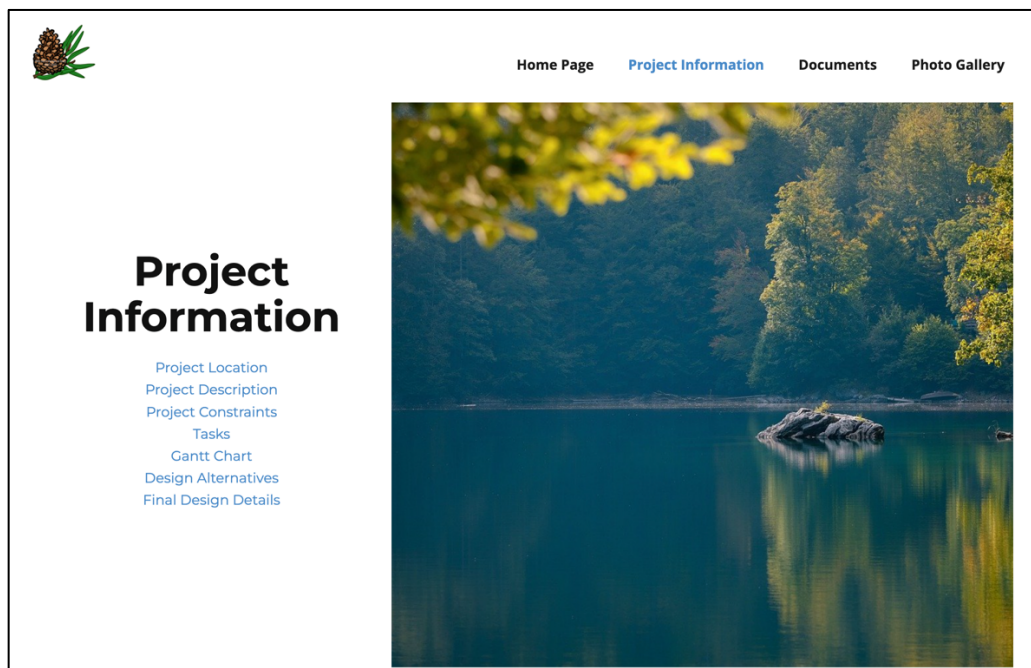 Home Page Project Information Documents Photo Gallery
Project
Information
Project Location
Project Description
Project Constraints
Tasks
Gantt Chart
Design Alternatives
Final Design Details